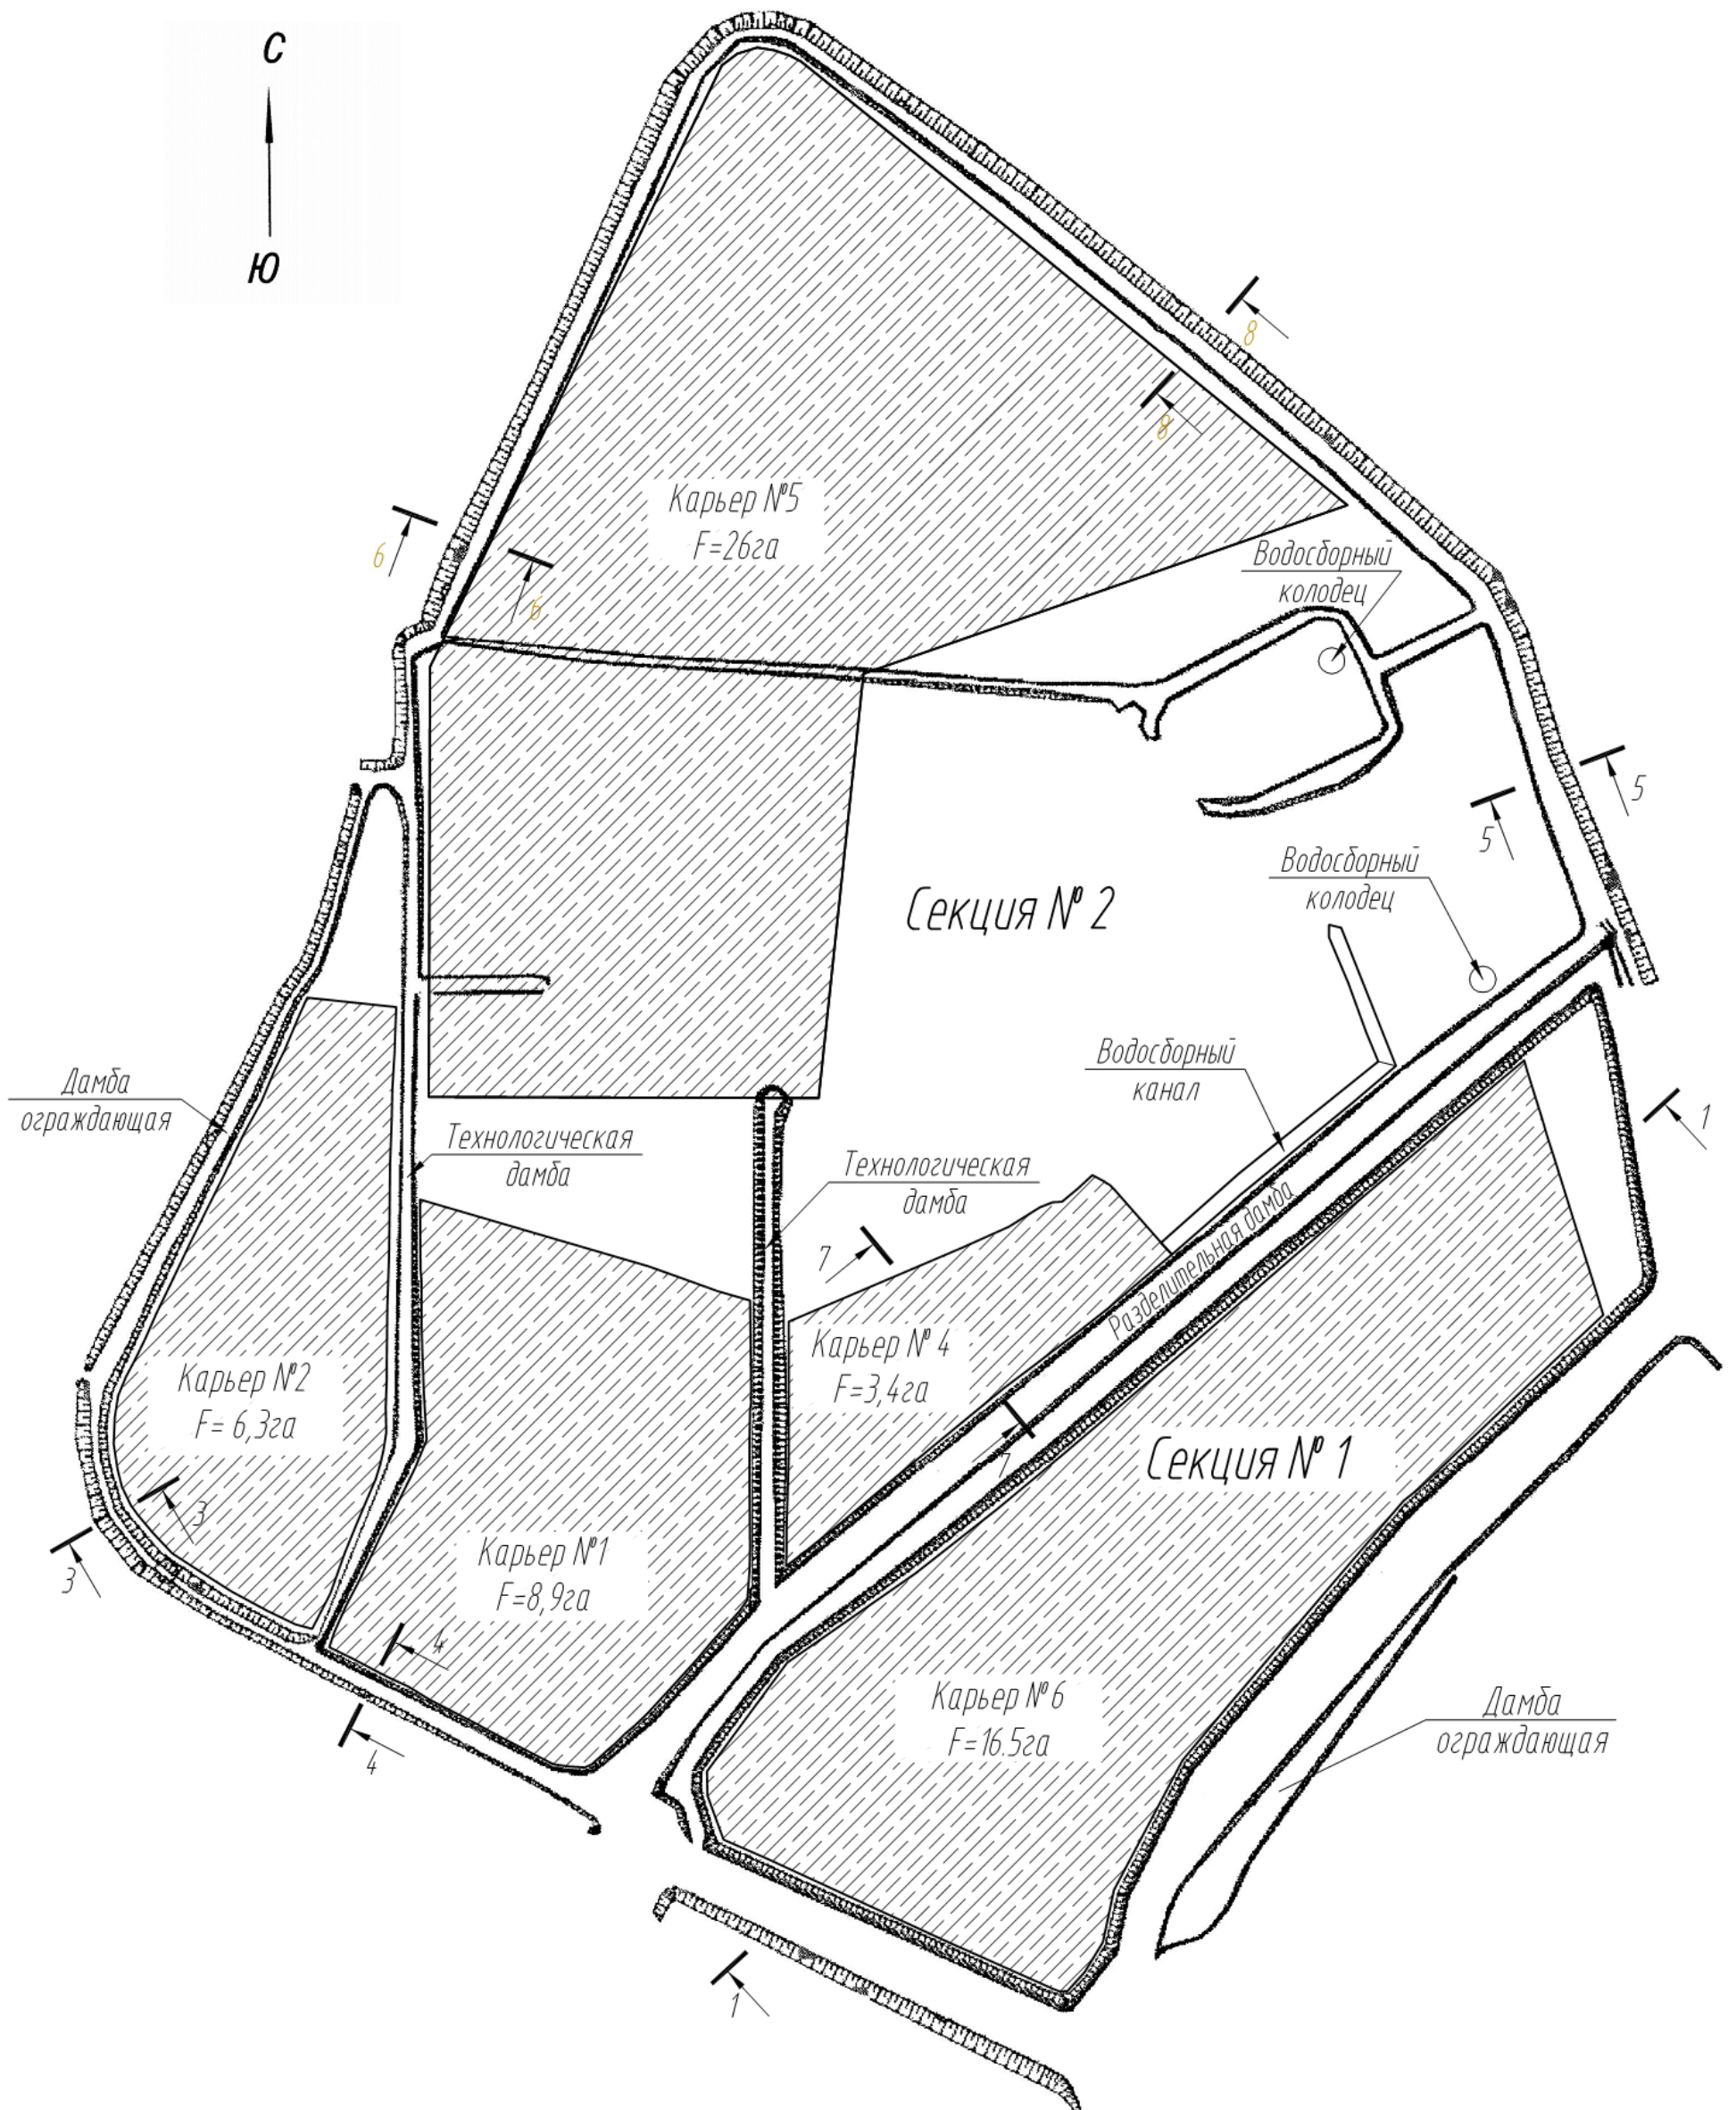 С
Ю
8
8
Карьер №5
F=26га
6
6
Водосборный
колодец
5
5
Водосборный
колодец
Секция № 2
Водосборный
канал
1
Дамба
ограждающая
Технологическая
дамба
Технологическая
дамба
7
Разделительная дамба
Карьер № 4
F=3,4га
Карьер №2
F= 6,3га
7
Секция № 1
3
3
Карьер №1
F=8,9га
4
4
Карьер № 6
F=16.5га
Дамба
ограждающая
1